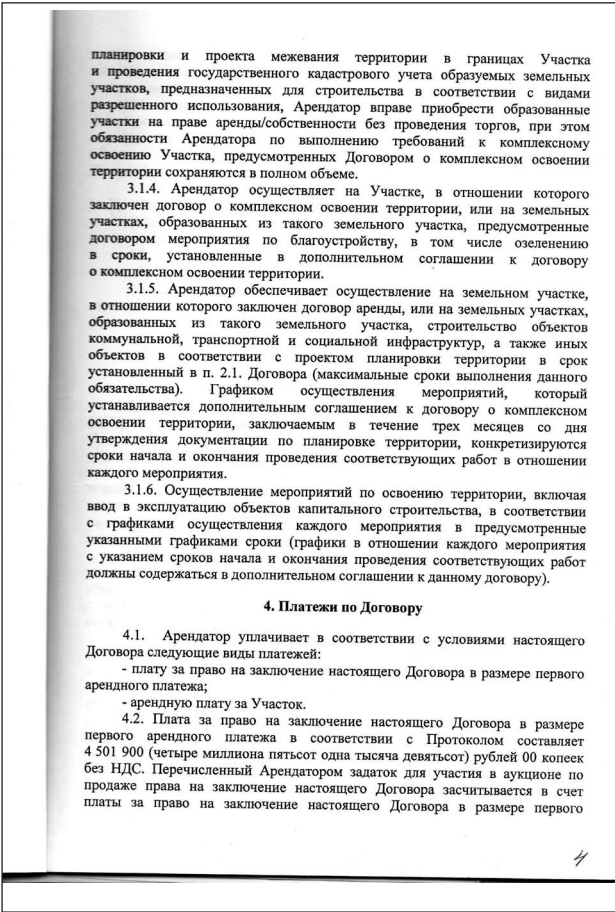 планировки и проекта межевания территории в границах Участка
и проведения государственного кадастрового учета образуемых земельных
участков, предназначенных для строительства в соответствии с видами
разрешенного использования, Арендатор вправе приобрести образованные
участки на праве аренды/собственности без проведения торгов, при этом
обязанности Арендатора по выполнению требований к комплексному
освоению Участка, предусмотренных Договором о комплексном освоении
территории сохраняются в полном объеме.
3.1.4. Арендатор осуществляет на Участке, в отношении которого
заключен договор о комплексном освоении территории, или на земельных
участках, образованных из такого земельного участка, предусмотренные
договором мероприятия по благоустройству, в том числе озеленению
в сроки, установленные в дополнительном соглашении к договору
о комплексном освоении территории.
3.1.5. Арендатор обеспечивает осуществление на земельном участке,
в отношении которого заключен договор аренды, или на земельных участках,
образованных из такого земельного участка, строительство объектов
коммунальной, транспортной и социальной инфраструктур, а также иных
объектов в соответствии с проектом планировки территории в срок
установленный в п. 2.1. Договора (максимальные сроки выполнения данного
обязательства). Графиком осуществления мероприятий, который
устанавливается дополнительным соглашением к договору о комплексном
освоении территории, заключаемым в течение трех месяцев со дня
утверждения документации по планировке территории, конкретизируются
сроки начала и окончания проведения соответствующих работ в отношении
каждого мероприятия.
3.1.6. Осуществление мероприятий по освоению территории, включая
ввод в эксплуатацию объектов капитального строительства, в соответствии
с графиками осуществления каждого мероприятия в предусмотренные
указанными графиками сроки (графики в отношении каждого мероприятия
с указанием сроков начала и окончания проведения соответствующих работ
должны содержаться в дополнительном соглашении к данному договору).
4. Платежи по Договору
4.1. Арендатор уплачивает в соответствии с условиями настоящего
Договора следующие виды платежей:
- плату за право на заключение настоящего Договора в размере первого
арендного платежа;
- арендную плату за Участок.
4.2. Плата за право на заключение настоящего Договора в размере
первого арендного платежа в соответствии с Протоколом составляет
4 501 900 (четыре миллиона пятьсот одна тысяча девятьсот) рублей 00 копеек
без НДС. Перечисленный Арендатором задаток для участия в аукционе по
продаже права на заключение настоящего Договора засчитывается в счет
платы за право на заключение настоящего Договора в размере первого
4